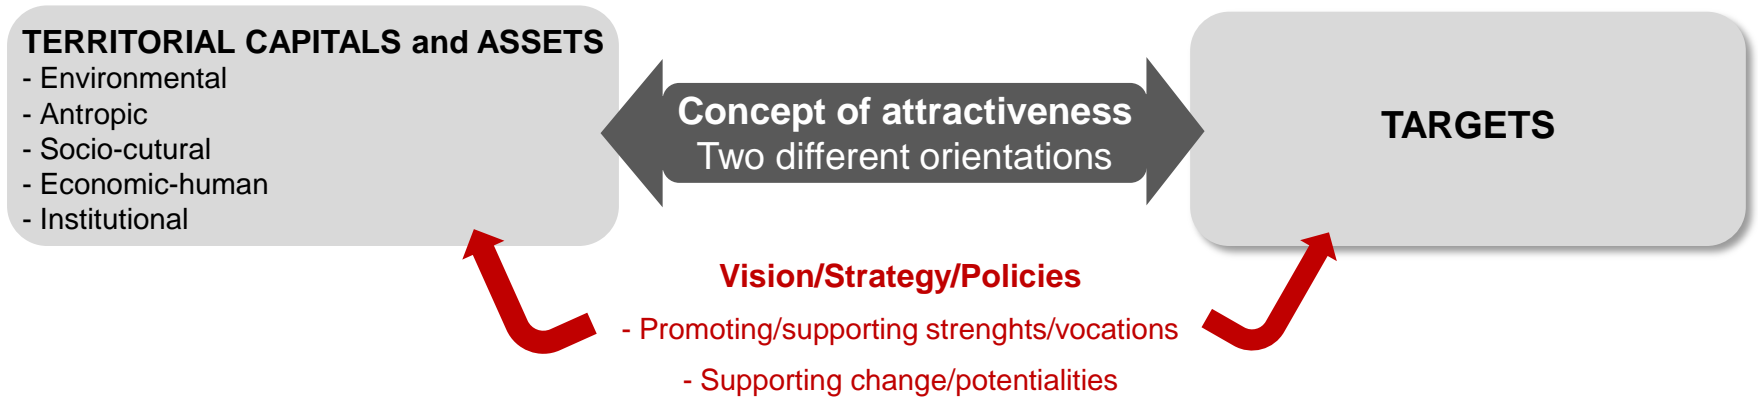 TERRITORIAL CAPITALS and ASSETS
- Environmental
- Antropic
- Socio-cutural
- Economic-human
- Institutional
Concept of attractiveness
Two different orientations
TARGETS
Vision/Strategy/Policies
- Promoting/supporting strenghts/vocations
- Supporting change/potentialities